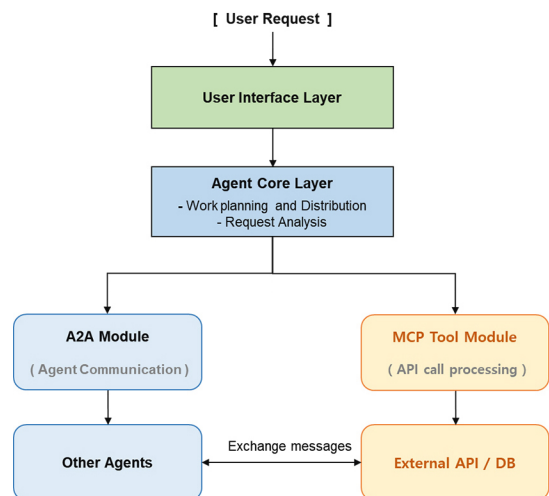 [ User Request ]
User Interface Layer
Agent Core Layer
- Work planning and Distribution
- Request Analysis
A2A Module
( Agent Communication )
MCP Tool Module
( API call processing )
Other Agents
Exchange messages
External API / DB